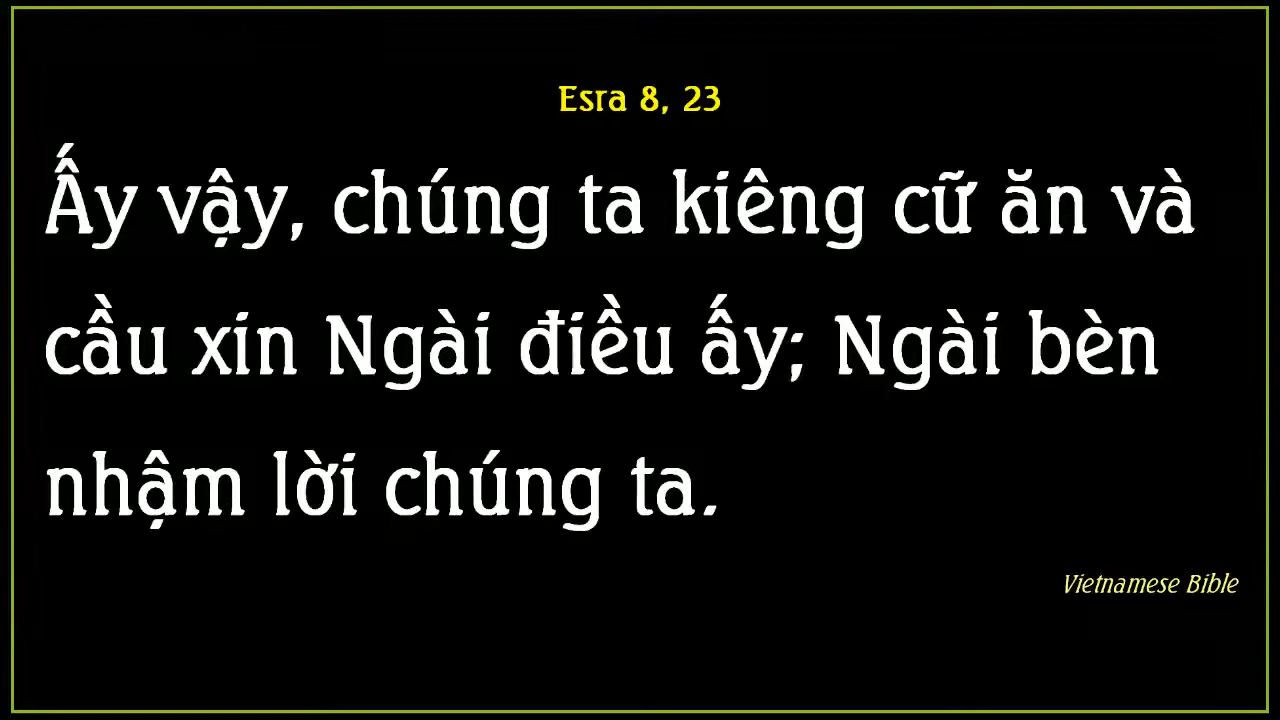 Esra 8, 23
Ấy vậy, chúng ta kiêng cữ ăn và
cầu xin Ngài điều ấy; Ngài bèn
nhậm lời chúng ta.
Vietnamese Bible